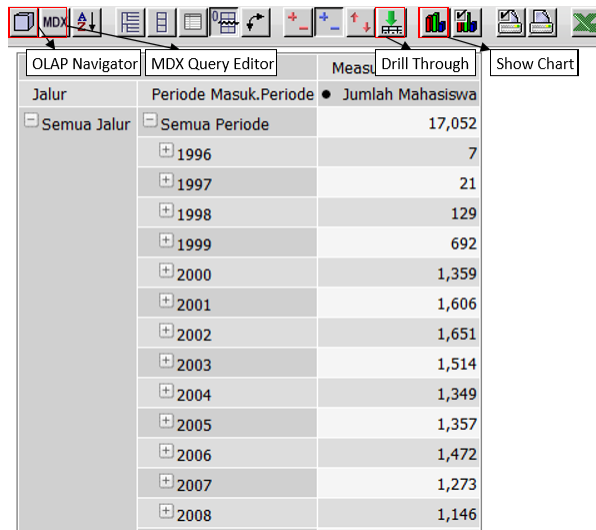 MDX A Z
OLAP Navigator MDX Query Editor Drill Through Show Chart
Measu
Jalur Periode Masuk.Periode ● Jumlah Mahasiswa
Semua Jalur Semua Periode 17,052
1996 7
1997 21
1998 129
1999 692
2000 1,359
2001 1,606
2002 1,651
2003 1,514
2004 1,349
2005 1,357
2006 1,472
2007 1,273
2008 1,146